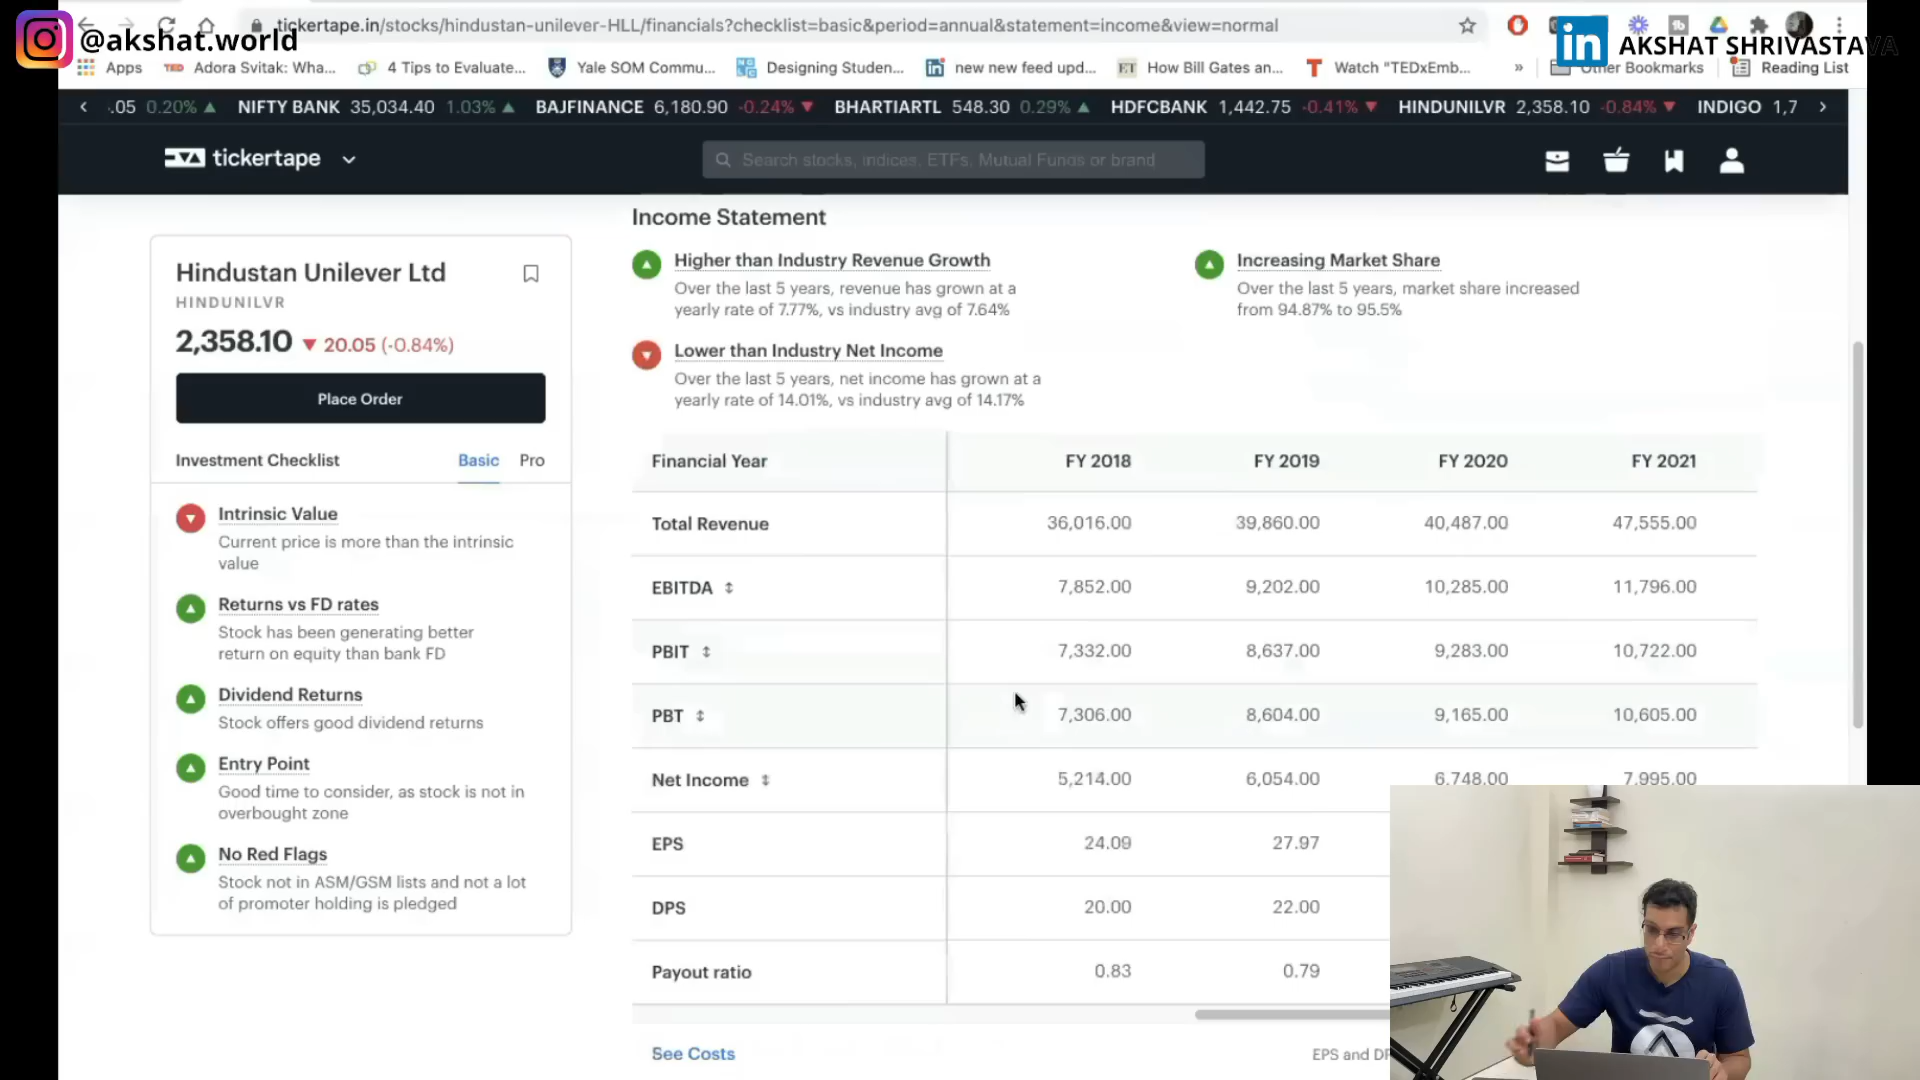 @akshat.world
tickertape.in/stocks/hindustan-unilever-HLL/financials?checklist=basic&period=annual&statement=income&view=normal
AKSHAT SHRIVASTAVA
Apps
TED Adora Svitak: Wha...
4 Tips to Evaluate...
Yale SOM Commu...
Designing Studen...
new new feed upd...
ET How Bill Gates an...
Watch "TEDxEmb...
»
Other Bookmarks
Reading List
.05 0.20% NIFTY BANK 35,034.40 1.03% BAJFINANCE 6,180.90 -0.24% BHARTIARTL 548.30 0.29% HDFCBANK 1,442.75 -0.41% HINDUNILVR 2,358.10 -0.84% INDIGO 1,7
tickertape
Search stocks, indices, ETFs, Mutual Funds or brand
Hindustan Unilever Ltd
HINDUNILVR
2,358.10 20.05 (-0.84%)
Place Order
Investment Checklist Basic Pro
Intrinsic Value
Current price is more than the intrinsic
value
Returns vs FD rates
Stock has been generating better
return on equity than bank FD
Dividend Returns
Stock offers good dividend returns
Entry Point
Good time to consider, as stock is not in
overbought zone
No Red Flags
Stock not in ASM/GSM lists and not a lot
of promoter holding is pledged
Income Statement
Higher than Industry Revenue Growth
Over the last 5 years, revenue has grown at a
yearly rate of 7.77%, vs industry avg of 7.64%
Increasing Market Share
Over the last 5 years, market share increased
from 94.87% to 95.5%
Lower than Industry Net Income
Over the last 5 years, net income has grown at a
yearly rate of 14.01%, vs industry avg of 14.17%
Financial Year FY 2018 FY 2019 FY 2020 FY 2021
Total Revenue 36,016.00 39,860.00 40,487.00 47,555.00
EBITDA 7,852.00 9,202.00 10,285.00 11,796.00
PBIT 7,332.00 8,637.00 9,283.00 10,722.00
PBT 7,306.00 8,604.00 9,165.00 10,605.00
Net Income 5,214.00 6,054.00 6,748.00 7,995.00
EPS 24.09 27.97
DPS 20.00 22.00
Payout ratio 0.83 0.79
See Costs
EPS and DP